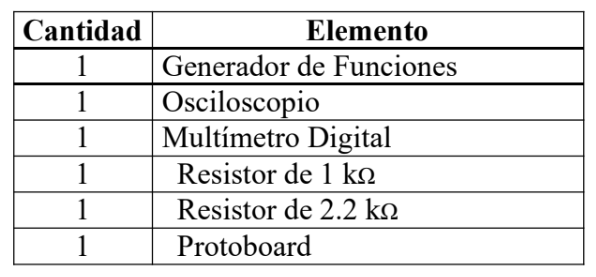 Cantidad Elemento
1 Generador de Funciones
1 Osciloscopio
1 Multímetro Digital
1 Resistor de 1 kΩ
1 Resistor de 2.2 kΩ
1 Protoboard